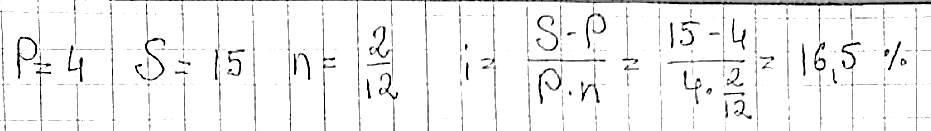 P = 4 S = 15 n = 2/12 i = (S-P)/(P·n) = (15-4)/(4·2/12) = 16,5 %